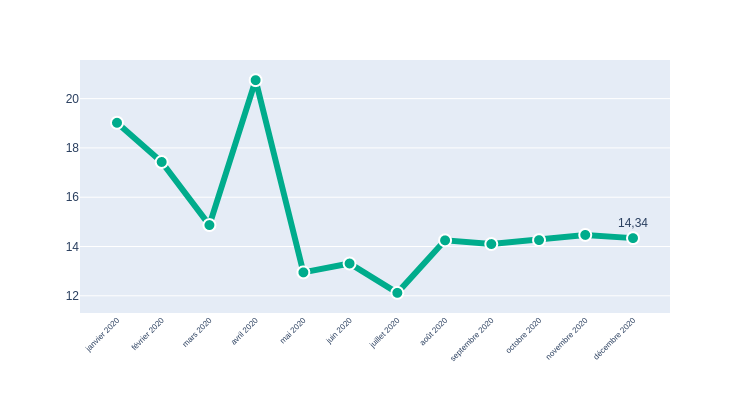 20
18
16
14
12
14,34
janvier 2020
février 2020
mars 2020
avril 2020
mai 2020
juin 2020
juillet 2020
août 2020
septembre 2020
octobre 2020
novembre 2020
décembre 2020